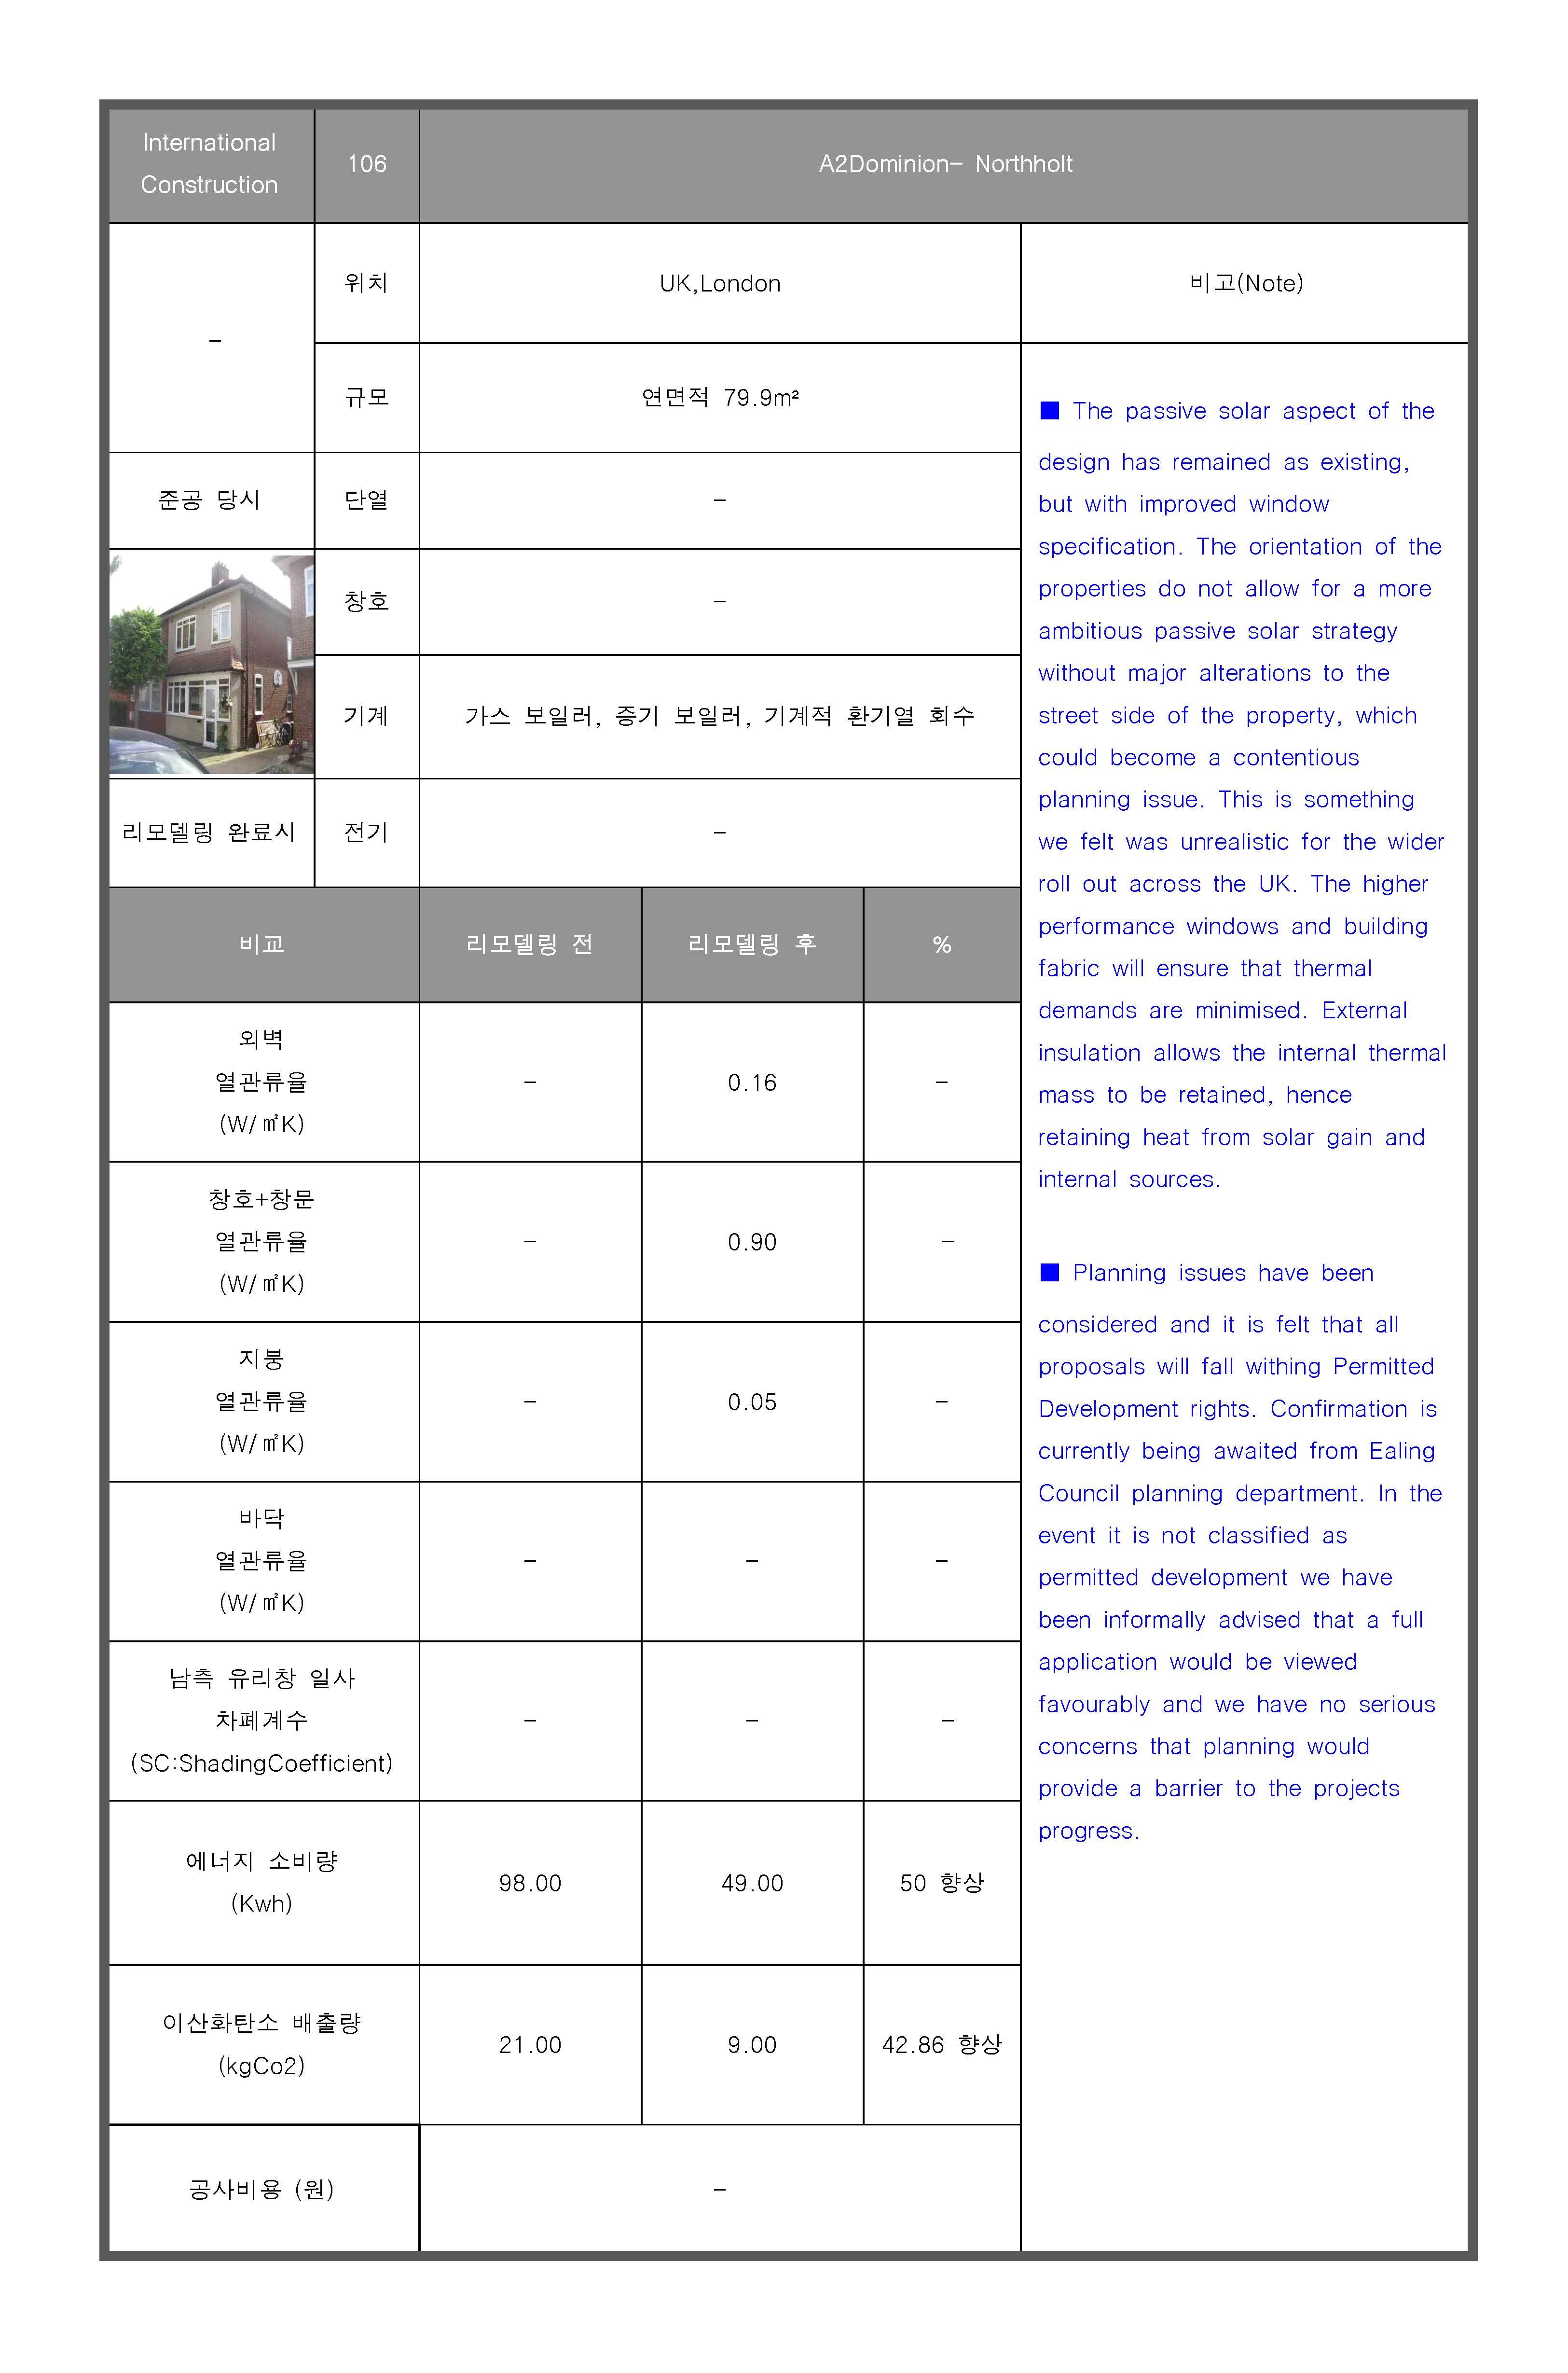 International
Construction
106
A2Dominion- Northholt
-
위치
UK,London
비고(Note)
규모
연면적 79.9m²
준공 당시
단열
-
창호
-
기계
가스 보일러, 증기 보일러, 기계적 환기열 회수
리모델링 완료시
전기
-
비교
리모델링 전
리모델링 후
%
외벽
열관류율
(W/㎡K)
-
0.16
-
창호+창문
열관류율
(W/㎡K)
-
0.90
-
지붕
열관류율
(W/㎡K)
-
0.05
-
바닥
열관류율
(W/㎡K)
-
-
-
남측 유리창 일사
차폐계수
(SC:ShadingCoefficient)
-
-
-
에너지 소비량
(Kwh)
98.00
49.00
50 향상
이산화탄소 배출량
(kgCo2)
21.00
9.00
42.86 향상
공사비용 (원)
-
■ The passive solar aspect of the
design has remained as existing,
but with improved window
specification. The orientation of the
properties do not allow for a more
ambitious passive solar strategy
without major alterations to the
street side of the property, which
could become a contentious
planning issue. This is something
we felt was unrealistic for the wider
roll out across the UK. The higher
performance windows and building
fabric will ensure that thermal
demands are minimised. External
insulation allows the internal thermal
mass to be retained, hence
retaining heat from solar gain and
internal sources.
■ Planning issues have been
considered and it is felt that all
proposals will fall withing Permitted
Development rights. Confirmation is
currently being awaited from Ealing
Council planning department. In the
event it is not classified as
permitted development we have
been informally advised that a full
application would be viewed
favourably and we have no serious
concerns that planning would
provide a barrier to the projects
progress.